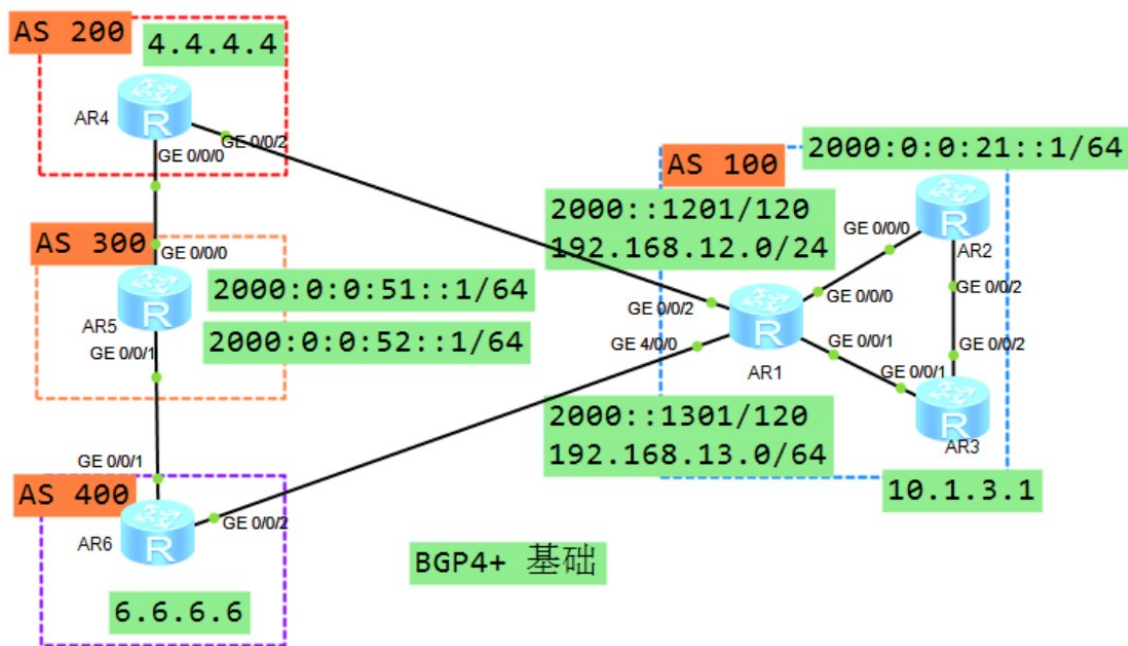 AS 200
4.4.4.4
AR4
GE 0/0/0
GE 0/0/2
AS 300
GE 0/0/0
AR5
GE 0/0/1
2000:0:0:51::1/64
2000:0:0:52::1/64
GE 0/0/1
AS 400
AR6
GE 0/0/2
6.6.6.6
BGP4+ 基础
AS 100
2000:0:0:21::1/64
2000::1201/120
192.168.12.0/24
GE 0/0/0
AR2
GE 0/0/2
GE 0/0/0
GE 0/0/2
GE 4/0/0
AR1
GE 0/0/1
GE 0/0/1
GE 0/0/2
AR3
2000::1301/120
192.168.13.0/64
10.1.3.1